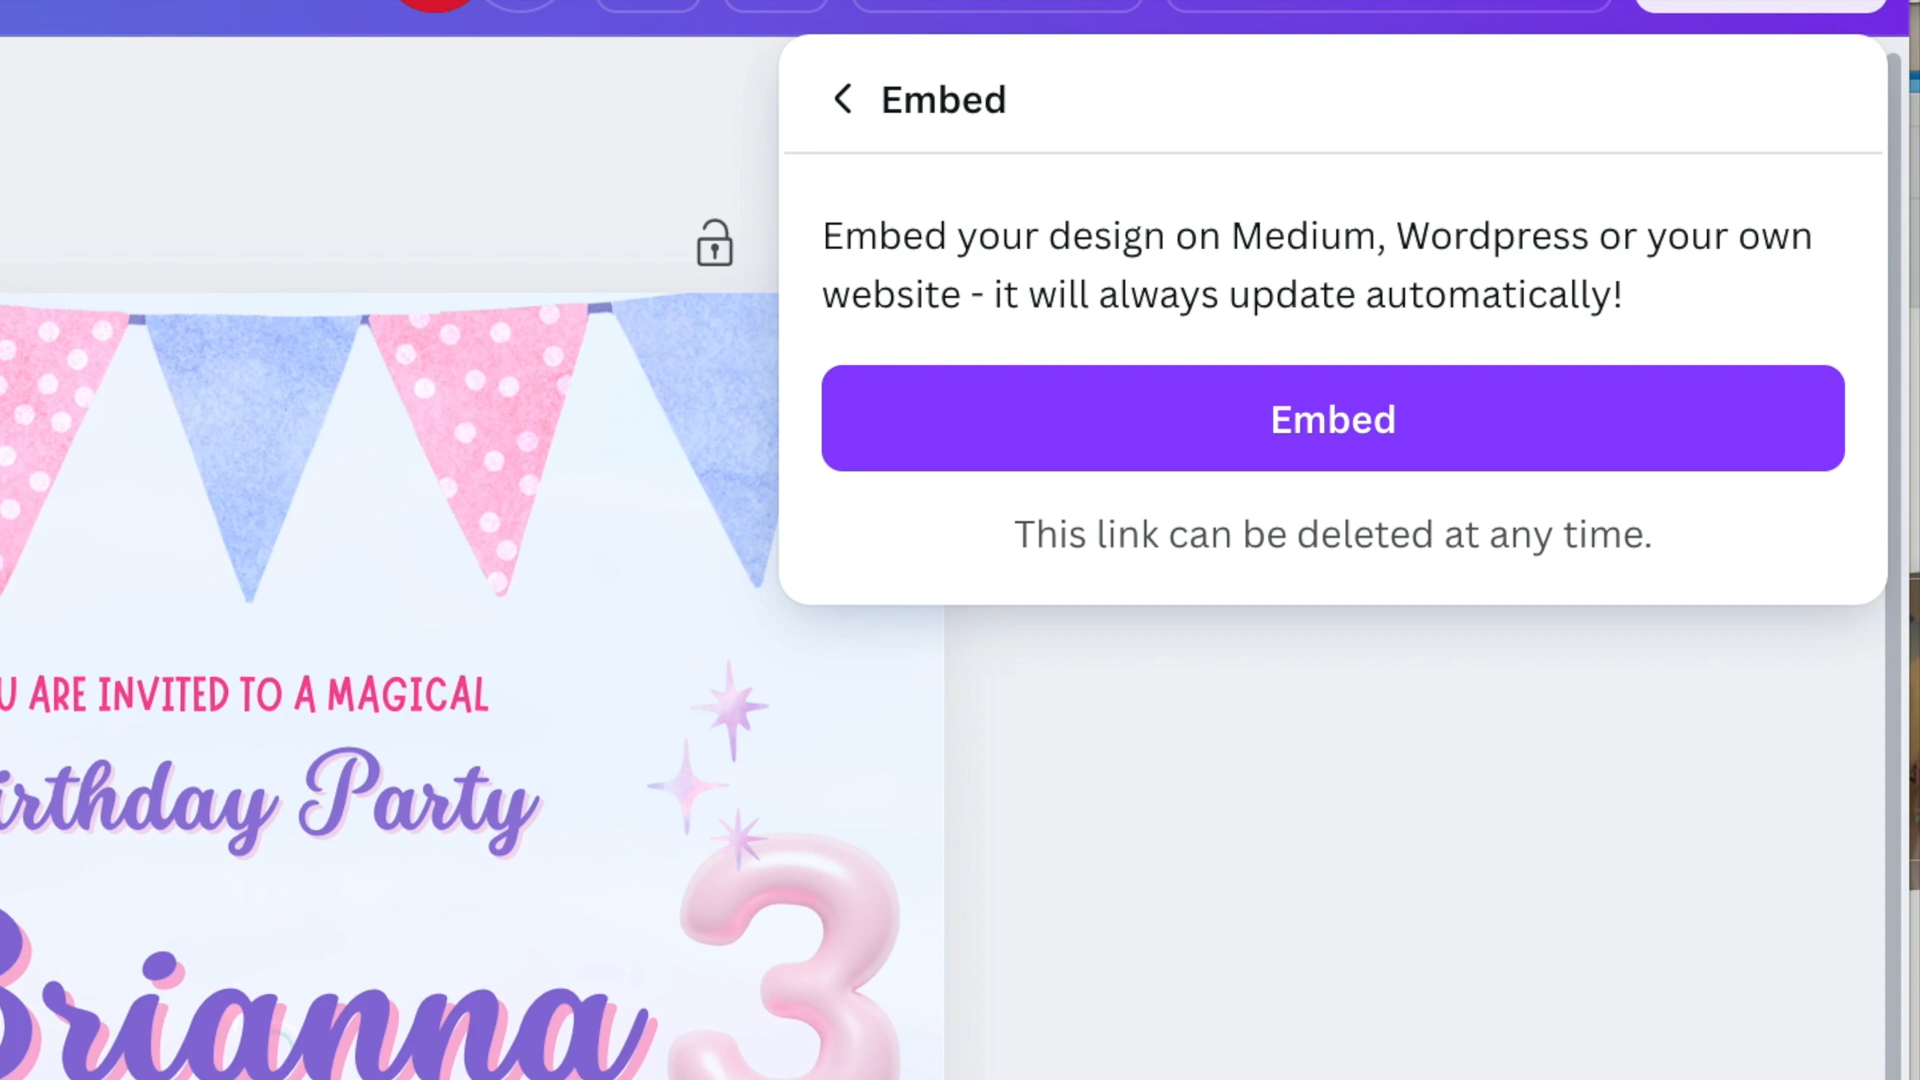 Embed
Embed your design on Medium, Wordpress or your own
website - it will always update automatically!
Embed
This link can be deleted at any time.
U ARE INVITED TO A MAGICAL
irthday Party
Brianna
3